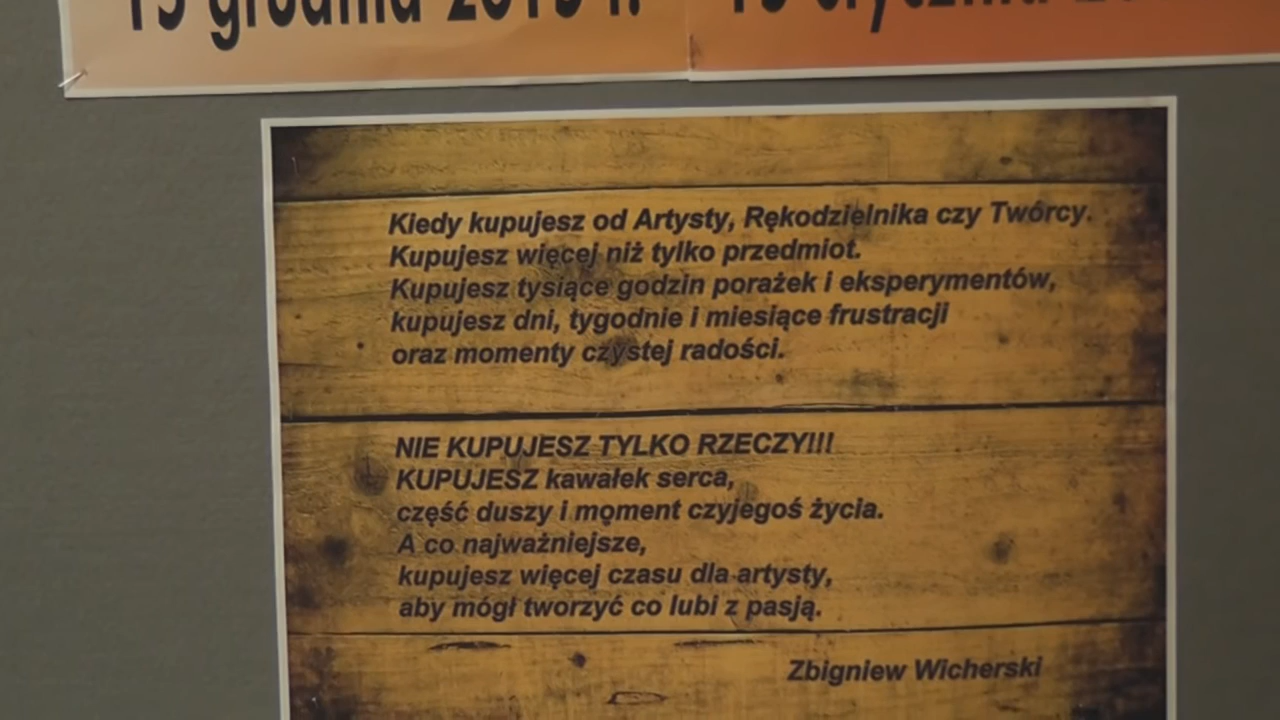 15 grudnia
Kiedy kupujesz od Artysty, Rękodzielnika czy Twórcy.
Kupujesz więcej niż tylko przedmiot.
Kupujesz tysiące godzin porażek i eksperymentów,
kupujesz dni, tygodnie i miesiące frustracji
oraz momenty czystej radości.
NIE KUPUJESZ TYLKO RZECZY!!!
KUPUJESZ kawałek serca,
część duszy i moment czyjegoś życia.
A co najważniejsze,
kupujesz więcej czasu dla artysty,
aby mógł tworzyć co lubi z pasją.
Zbigniew Wicherski